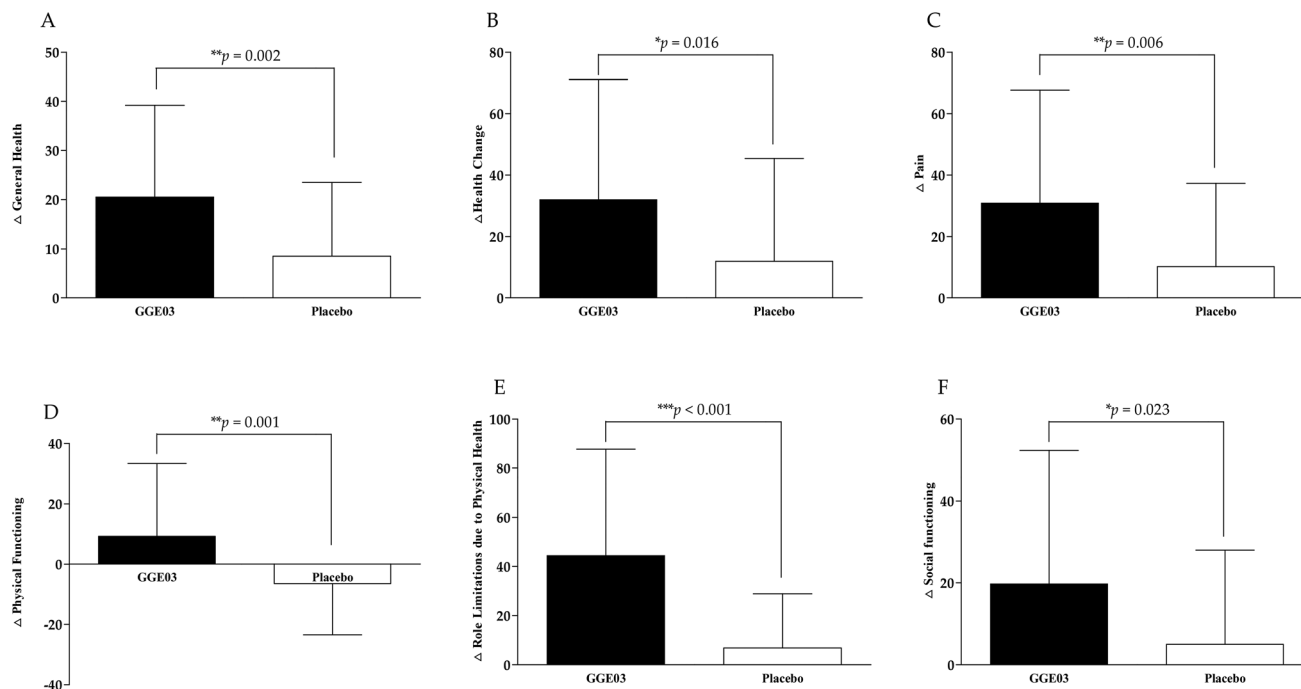 A
**p = 0.002
△ General Health
50
40
30
20
10
0
GGE03
Placebo
B
*p = 0.016
△Health Change
80
60
40
20
0
GGE03
Placebo
C
**p = 0.006
△ Pain
80
60
40
20
0
GGE03
Placebo
D
**p = 0.001
△ Physical Functioning
40
20
0
-20
-40
GGE03
Placebo
E
***p < 0.001
△ Role Limitations due to Physical Health
100
80
60
40
20
0
GGE03
Placebo
F
*p = 0.023
△ Social functioning
60
40
20
0
GGE03
Placebo